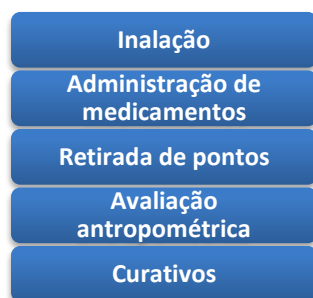 Inalação
Administração de
medicamentos
Retirada de pontos
Avaliação
antropométrica
Curativos